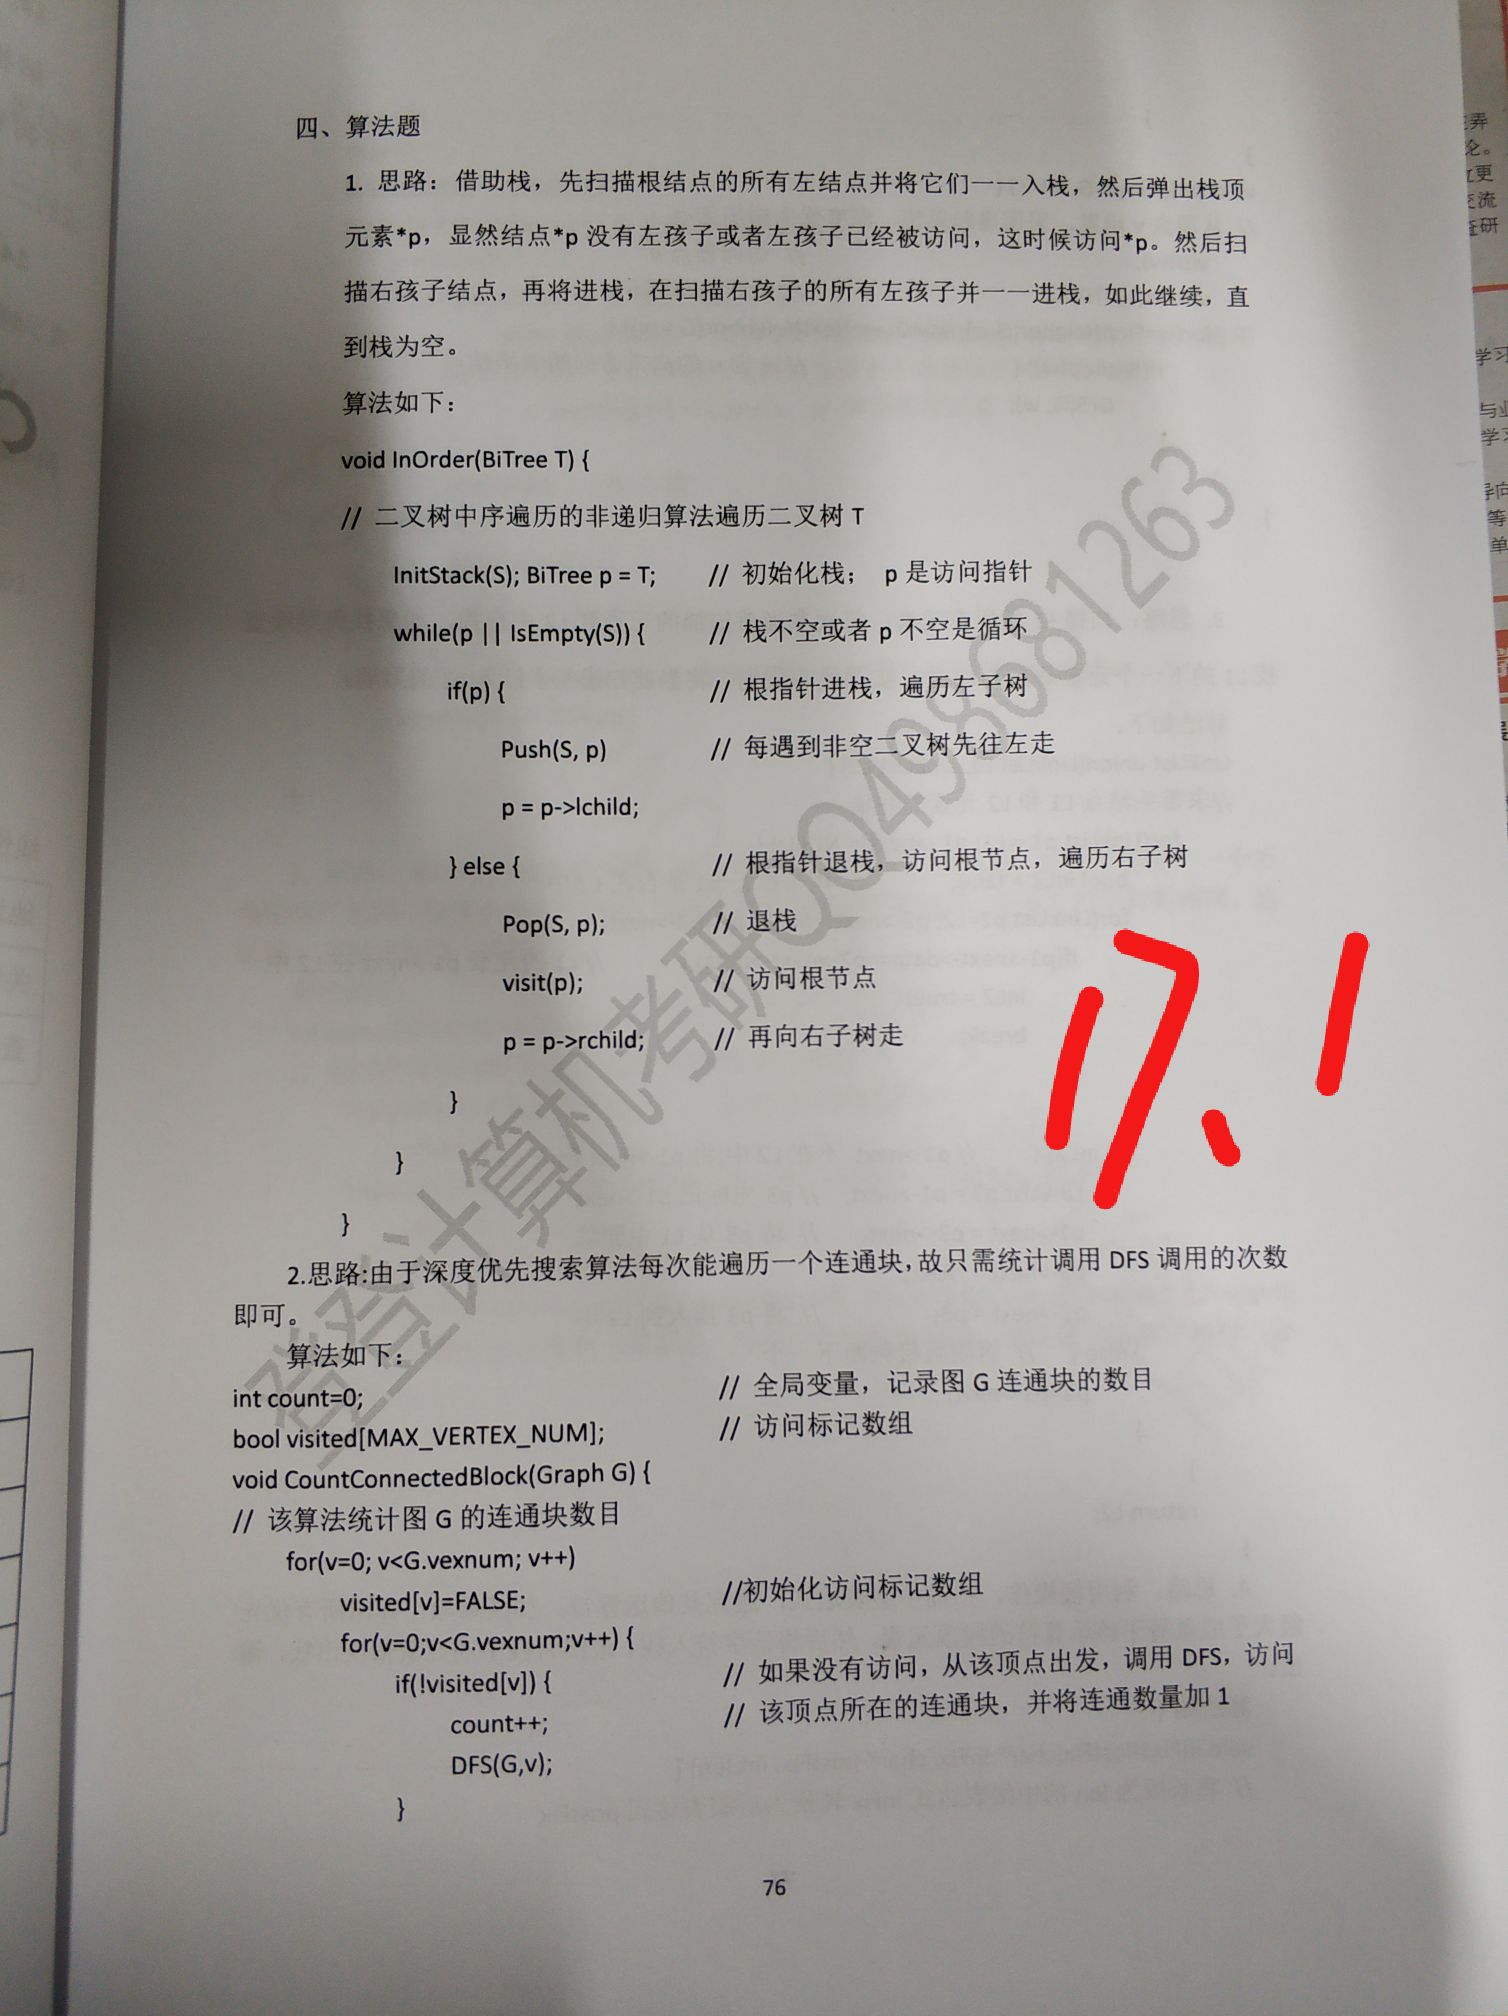 四、算法题
1. 思路：借助栈，先扫描根结点的所有左结点并将它们一一入栈，然后弹出栈顶
元素*p，显然结点*p 没有左孩子或者左孩子已经被访问，这时候访问*p。然后扫
描右孩子结点，再将进栈，在扫描右孩子的所有左孩子并一一进栈，如此继续，直
到栈为空。
算法如下：
void InOrder(BiTree T) {
// 二叉树中序遍历的非递归算法遍历二叉树 T
InitStack(S); BiTree p = T; // 初始化栈； p 是访问指针
while(p || IsEmpty(S)) { // 栈不空或者 p 不空是循环
if(p) { // 根指针进栈，遍历左子树
Push(S, p) // 每遇到非空二叉树先往左走
p = p->lchild;
} else { // 根指针退栈，访问根节点，遍历右子树
Pop(S, p); // 退栈
visit(p); // 访问根节点
p = p->rchild; // 再向右子树走
}
}
}
17.1
2.思路:由于深度优先搜索算法每次能遍历一个连通块,故只需统计调用 DFS 调用的次数
即可。
算法如下：
int count=0; // 全局变量，记录图 G 连通块的数目
bool visited[MAX_VERTEX_NUM]; // 访问标记数组
void CountConnectedBlock(Graph G) {
// 该算法统计图 G 的连通块数目
for(v=0; v<G.vexnum; v++)
visited[v]=FALSE; //初始化访问标记数组
for(v=0;v<G.vexnum;v++) {
if(!visited[v]) { // 如果没有访问，从该顶点出发，调用 DFS，访问
count++; // 该顶点所在的连通块，并将连通数量加 1
DFS(G,v);
}
76
登登计算机考研QQ498681263